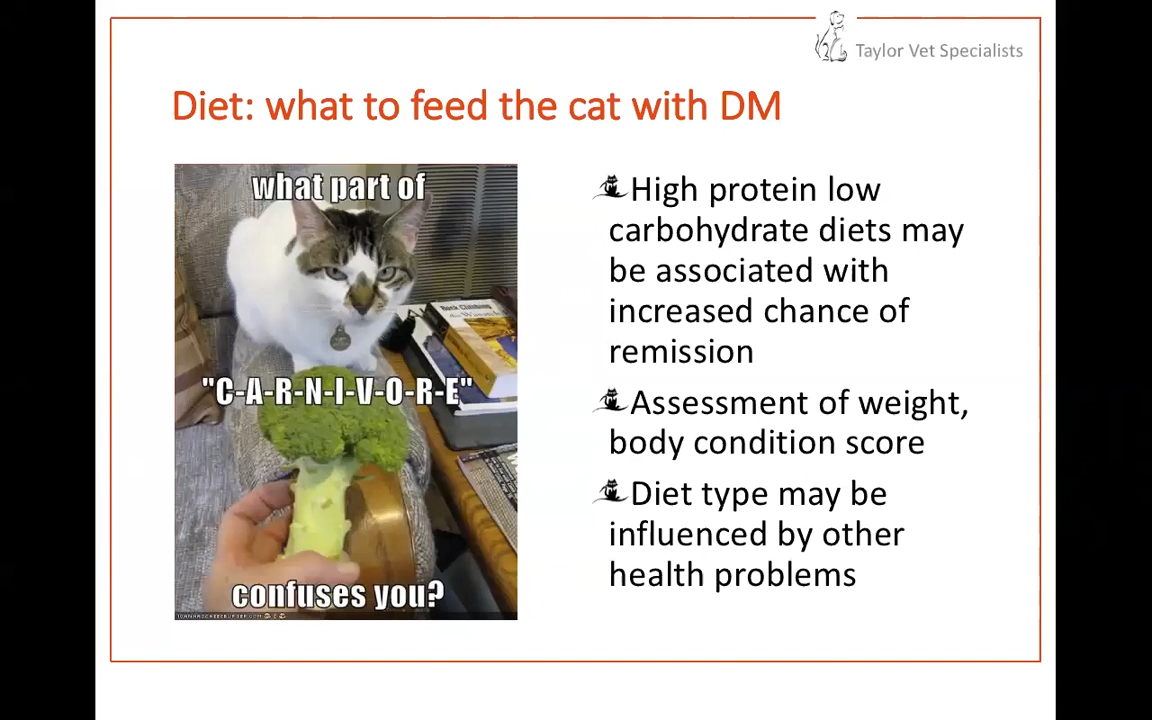 Taylor Vet Specialists
Diet: what to feed the cat with DM
what part of
"C-A-R-N-I-V-O-R-E"
confuses you?
High protein low
carbohydrate diets may
be associated with
increased chance of
remission
Assessment of weight,
body condition score
Diet type may be
influenced by other
health problems